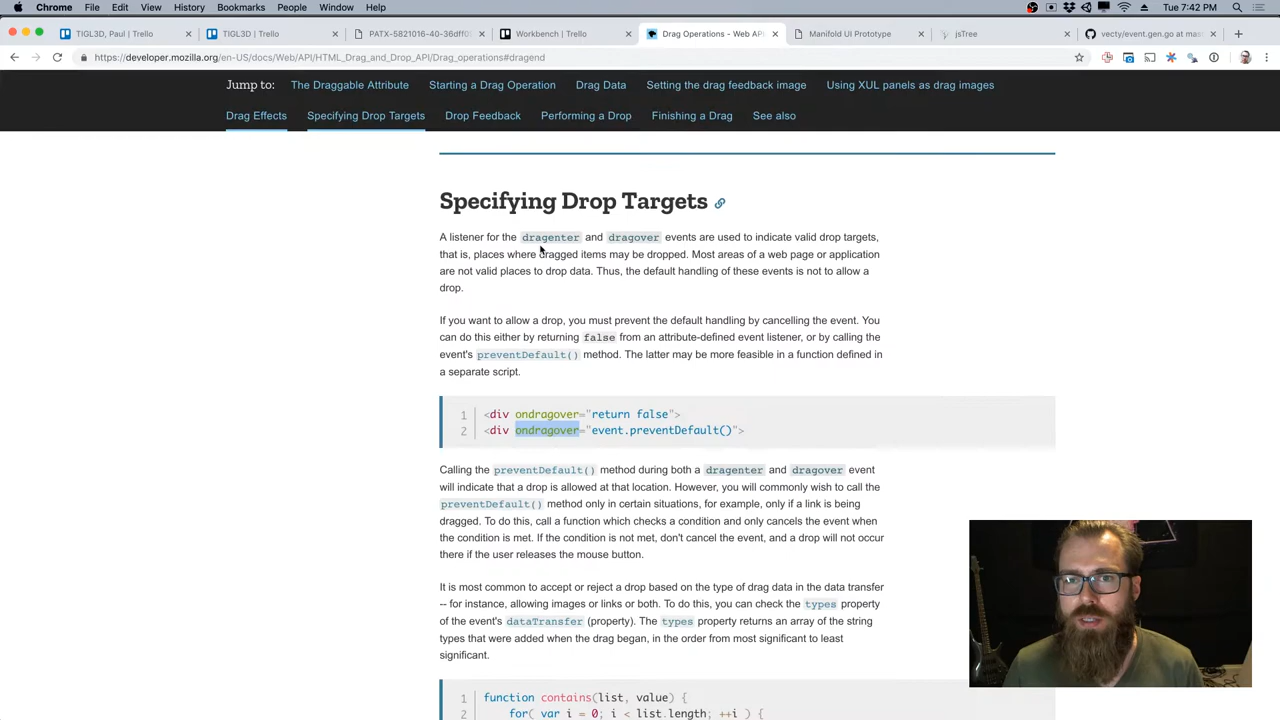 Chrome File Edit View History Bookmarks People Window Help Tue 7:42 PM
TIGL3D, Paul | Trello × TIGL3D | Trello × PATX-5821016-40-36dff0 × Workbench | Trello × Drag Operations - Web API × Manifold UI Prototype × jsTree × vecty/event.gen.go at mas ×
https://developer.mozilla.org/en-US/docs/Web/API/HTML_Drag_and_Drop_API/Drag_operations#dragend
Jump to: The Draggable Attribute Starting a Drag Operation Drag Data Setting the drag feedback image Using XUL panels as drag images
Drag Effects Specifying Drop Targets Drop Feedback Performing a Drop Finishing a Drag See also
Specifying Drop Targets
A listener for the dragenter and dragover events are used to indicate valid drop targets,
that is, places where dragged items may be dropped. Most areas of a web page or application
are not valid places to drop data. Thus, the default handling of these events is not to allow a
drop.
If you want to allow a drop, you must prevent the default handling by cancelling the event. You
can do this either by returning false from an attribute-defined event listener, or by calling the
event's preventDefault() method. The latter may be more feasible in a function defined in
a separate script.
1 <div ondragover="return false">
2 <div ondragover="event.preventDefault()">
Calling the preventDefault() method during both a dragenter and dragover event
will indicate that a drop is allowed at that location. However, you will commonly wish to call the
preventDefault() method only in certain situations, for example, only if a link is being
dragged. To do this, call a function which checks a condition and only cancels the event when
the condition is met. If the condition is not met, don't cancel the event, and a drop will not occur
there if the user releases the mouse button.
It is most common to accept or reject a drop based on the type of drag data in the data transfer
-- for instance, allowing images or links or both. To do this, you can check the types property
of the event's dataTransfer (property). The types property returns an array of the string
types that were added when the drag began, in the order from most significant to least
significant.
1 function contains(list, value) {
2 for( var i = 0; i < list.length; ++i ) {